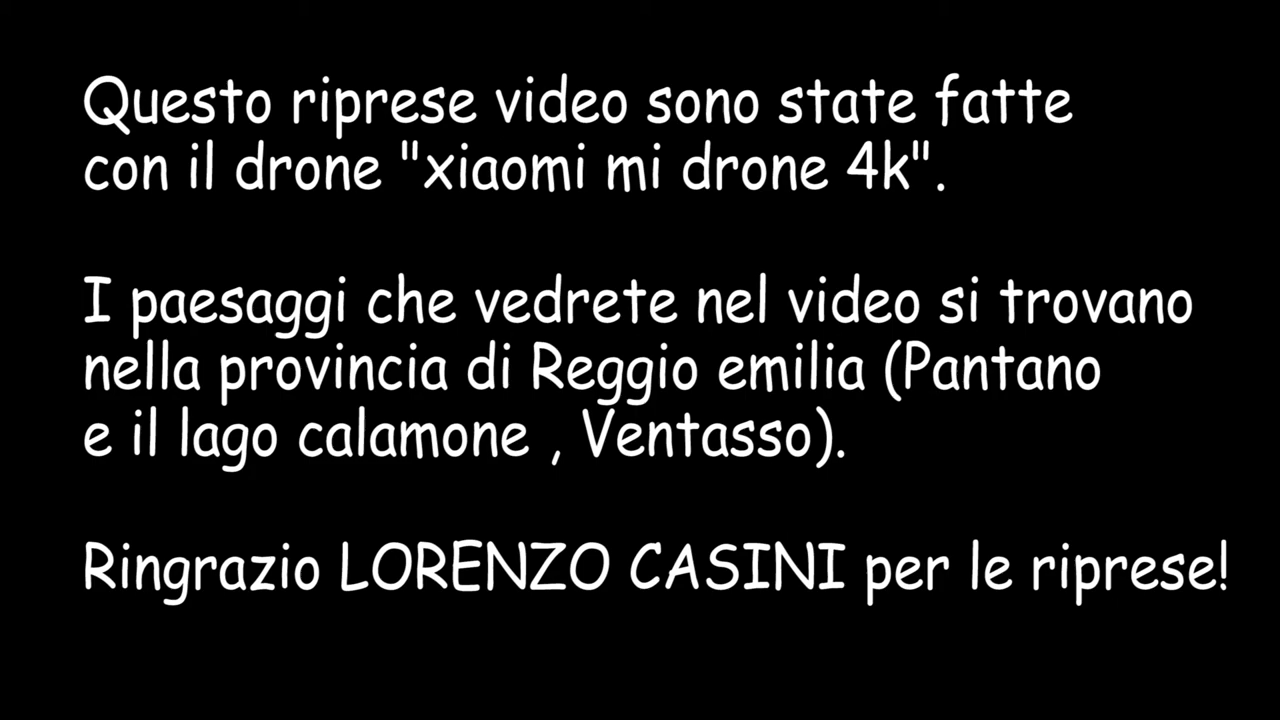 Questo riprese video sono state fatte
con il drone "xiaomi mi drone 4k".
I paesaggi che vedrete nel video si trovano
nella provincia di Reggio emilia (Pantano
e il lago calamone , Ventasso).
Ringrazio LORENZO CASINI per le riprese!